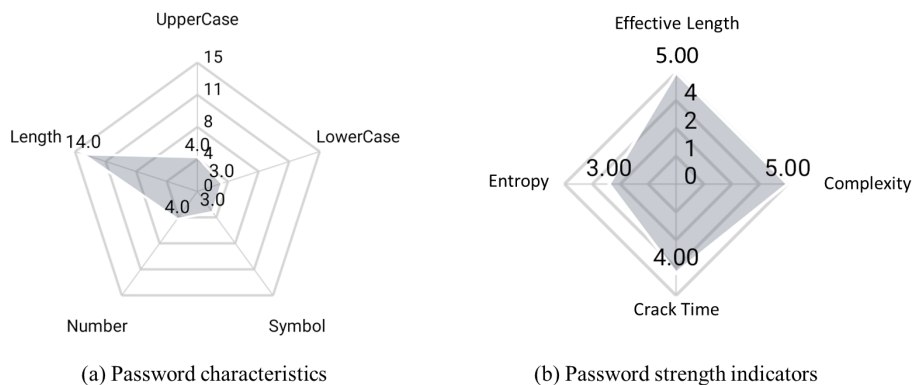 UpperCase
15
11
8
4.0
4
Length
14.0
LowerCase
3.0
0
3.0
4.0
Number
Symbol
(a) Password characteristics
Effective Length
5.00
4
2
1
0
Entropy
3.00
5.00
Complexity
4.00
Crack Time
(b) Password strength indicators